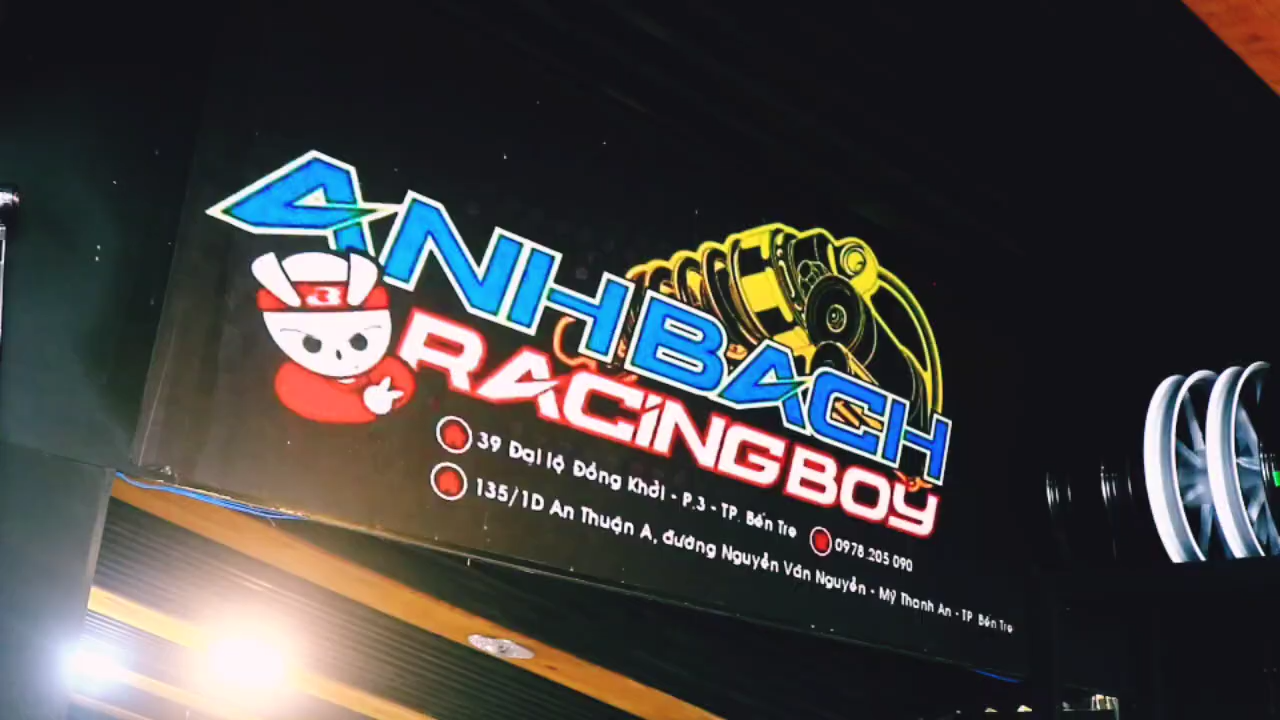 ANHBACH
RACINGBOY
39 Đại lộ Đồng Khởi - P.3 - TP. Bến Tre
0978.205.090
135/1D An Thuận A, đường Nguyễn Văn Nguyễn - Mỹ Thạnh An - TP. Bến Tre